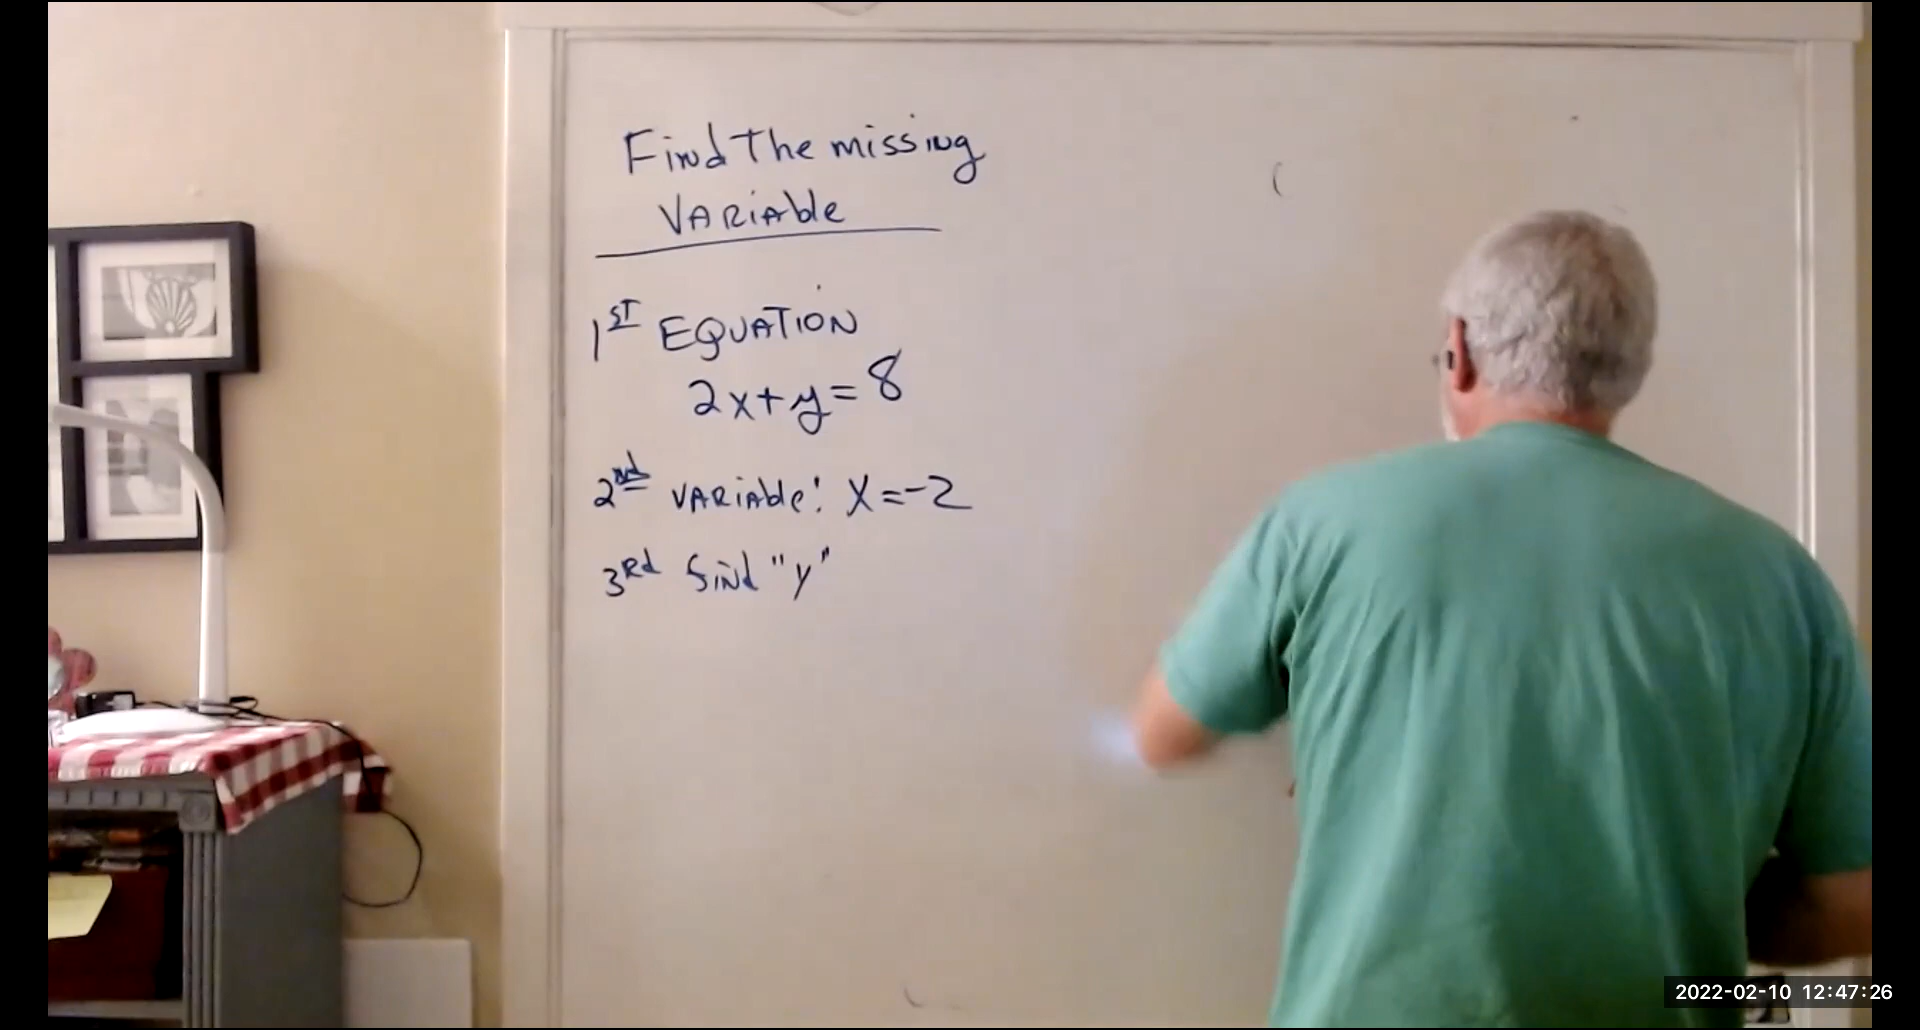 Find The missing
VARiAble
1ST EQUATION
2x+y=8
2nd VARiAble: X=-2
3Rd find "y"
2022-02-10 12:47:26